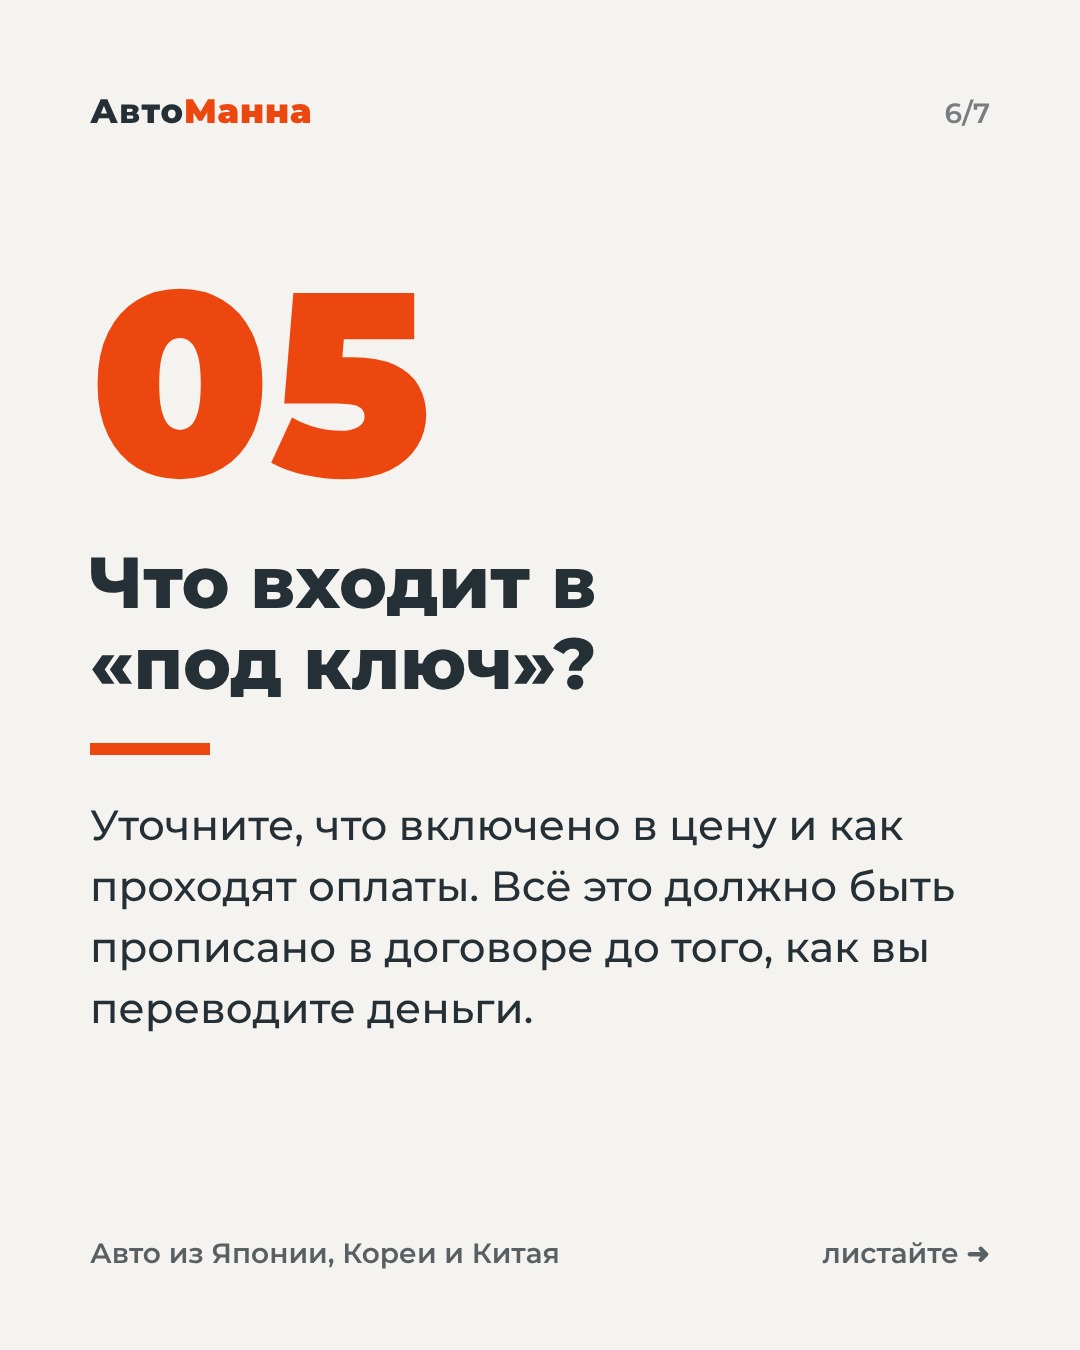 АвтоМанна
6/7
05
Что входит в
«под ключ»?
Уточните, что включено в цену и как
проходят оплаты. Всё это должно быть
прописано в договоре до того, как вы
переводите деньги.
Авто из Японии, Кореи и Китая
листайте ➜